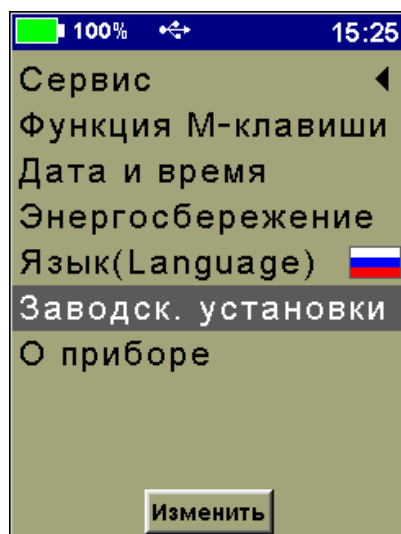 100% 15:25
Сервис
Функция М-клавиши
Дата и время
Энергосбережение
Язык(Language)
Заводск. установки
О приборе
Изменить